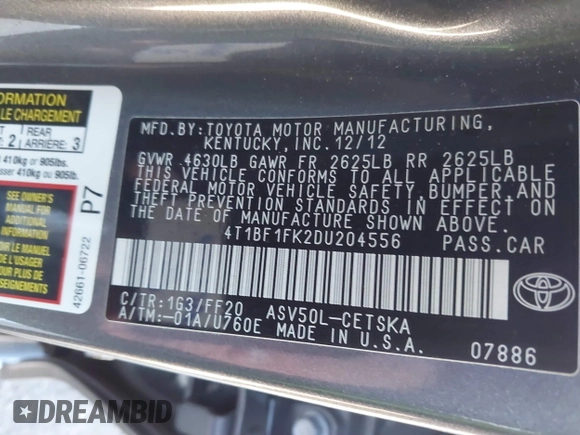 ORMATION
LE CHARGEMENT
2 REAR ARRIÈRE: 3
410kg or 905lbs.
sser 410kg ou 905lb.
SEE OWNER'S
MANUAL FOR
ADDITIONAL
INFORMATION
LE MANUEL
DE L'USAGER
POUR PLUS DE
P7
42661-06722
MFD.BY:TOYOTA MOTOR MANUFACTURING,
KENTUCKY, INC. 12/12
GVWR 4630LB GAWR FR 2625LB RR 2625LB
THIS VEHICLE CONFORMS TO ALL APPLICABLE
FEDERAL MOTOR VEHICLE SAFETY, BUMPER AND
THEFT PREVENTION STANDARDS IN EFFECT ON
THE DATE OF MANUFACTURE SHOWN ABOVE.
4T1BF1FK2DU204556 PASS.CAR
C/TR:1G3/FF20 ASV50L-CETSKA
A/TM:-01A/U760E MADE IN U.S.A.
07886
TOYOTA
DREAMBID